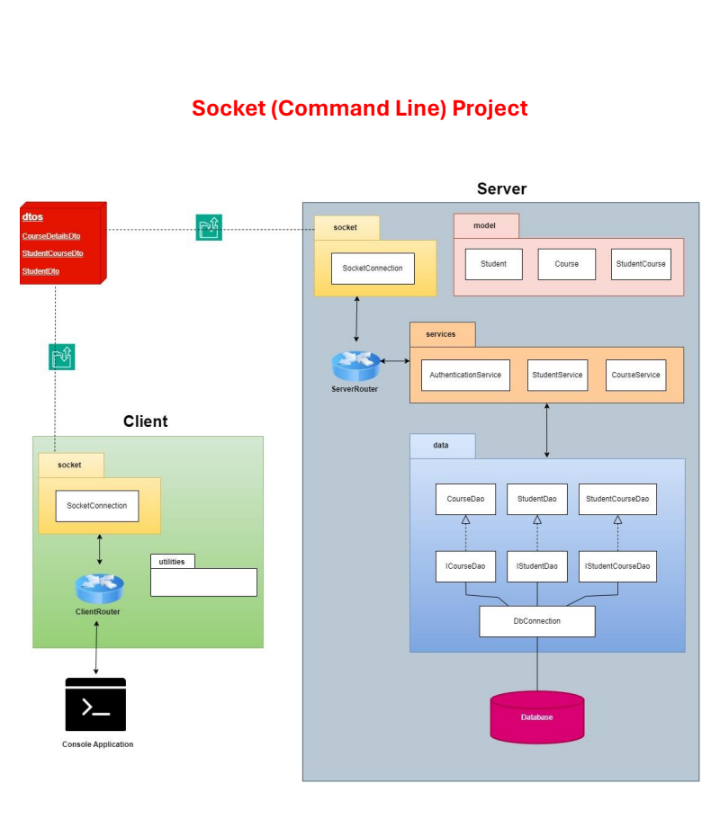 Socket (Command Line) Project
Server
dtos
CourseDetailsDto
StudentCourseDto
StudentDto
socket
SocketConnection
model
Student
Course
StudentCourse
services
AuthenticationService
StudentService
CourseService
ServerRouter
data
CourseDao
StudentDao
StudentCourseDao
ICourseDao
IStudentDao
IStudentCourseDao
DbConnection
Database
Client
socket
SocketConnection
utilities
ClientRouter
>_
Console Application